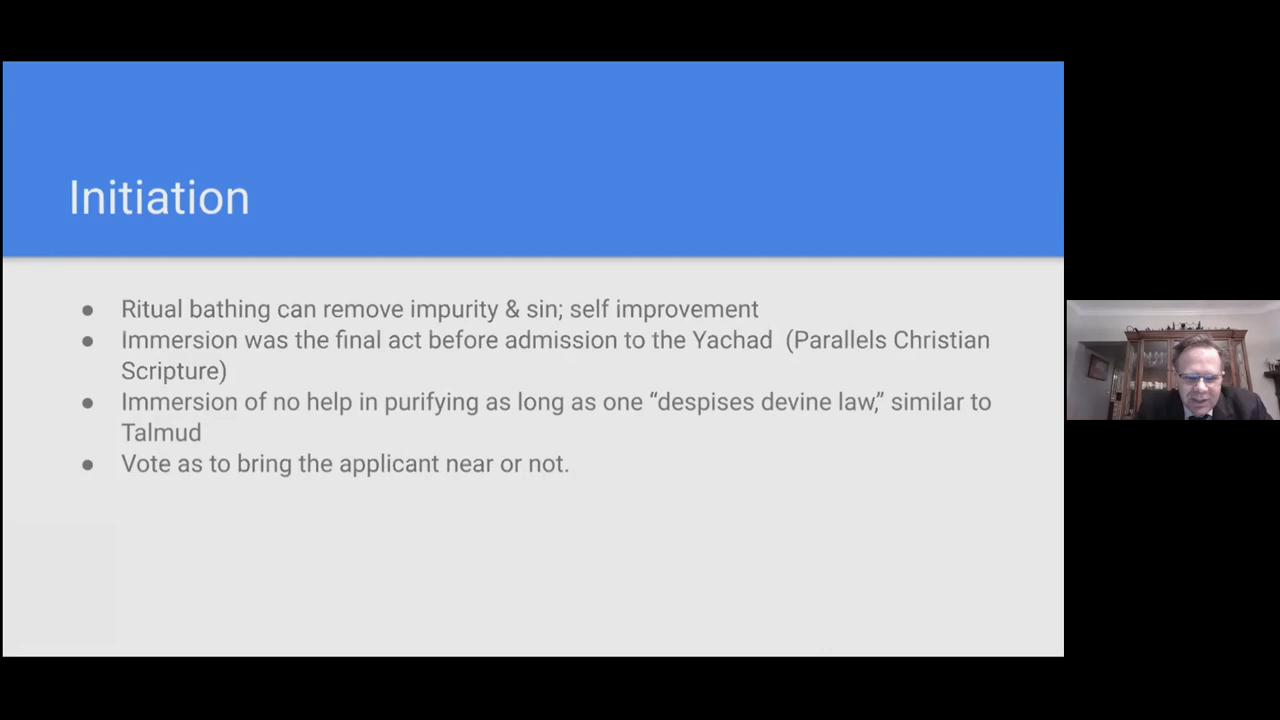 Initiation
● Ritual bathing can remove impurity & sin; self improvement
● Immersion was the final act before admission to the Yachad  (Parallels Christian
Scripture)
● Immersion of no help in purifying as long as one “despises devine law,” similar to
Talmud
● Vote as to bring the applicant near or not.